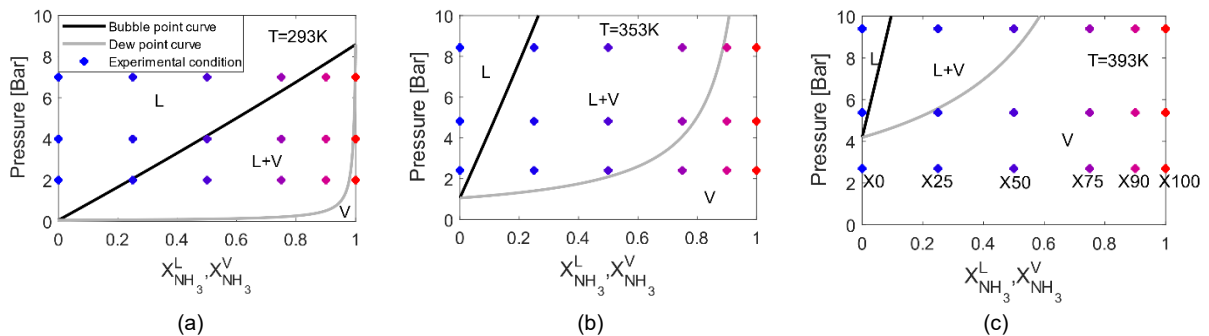 10
8
6
4
2
0
Pressure [Bar]
Bubble point curve
Dew point curve
Experimental condition
T=293K
L
L+V
V
0 0.2 0.4 0.6 0.8 1
X^L_NH3,X^V_NH3
(a)
10
8
6
4
2
0
Pressure [Bar]
T=353K
L
L+V
V
0 0.2 0.4 0.6 0.8 1
X^L_NH3,X^V_NH3
(b)
10
8
6
4
2
0
Pressure [Bar]
L
L+V
T=393K
V
X0 X25 X50 X75 X90 X100
0 0.2 0.4 0.6 0.8 1
X^L_NH3,X^V_NH3
(c)